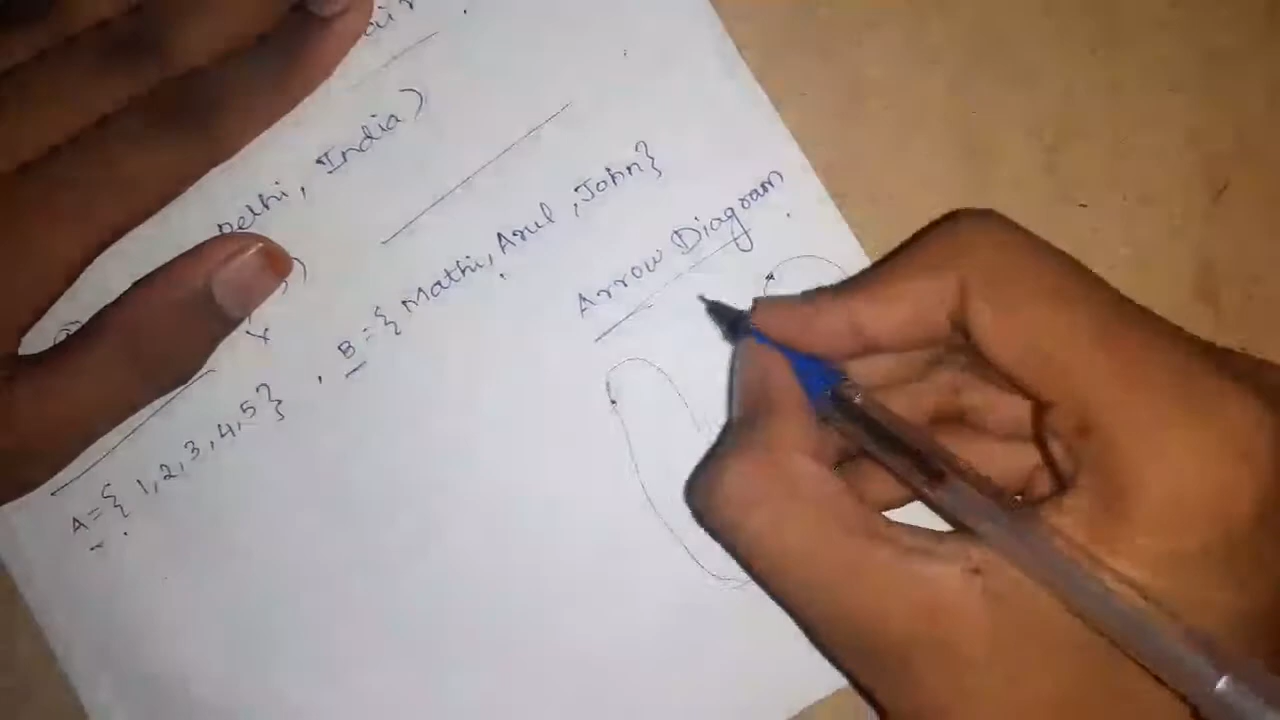 Delhi, India)
A={1,2,3,4,5} , B={Mathi, Arul, John}
Arrow Diagram